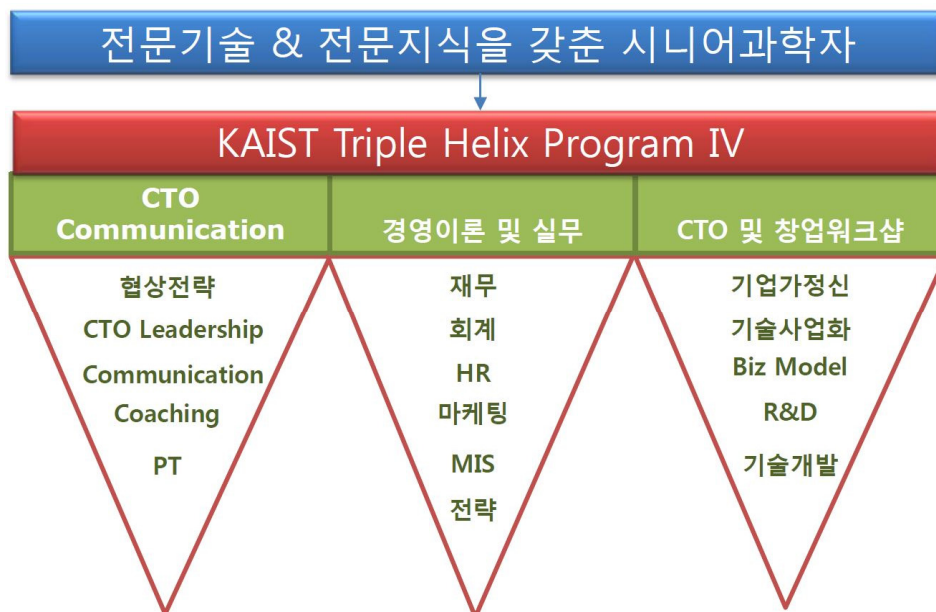 전문기술 & 전문지식을 갖춘 시니어과학자
KAIST Triple Helix Program IV
CTO
Communication
경영이론 및 실무
CTO 및 창업워크샵
협상전략
CTO Leadership
Communication
Coaching
PT
재무
회계
HR
마케팅
MIS
전략
기업가정신
기술사업화
Biz Model
R&D
기술개발